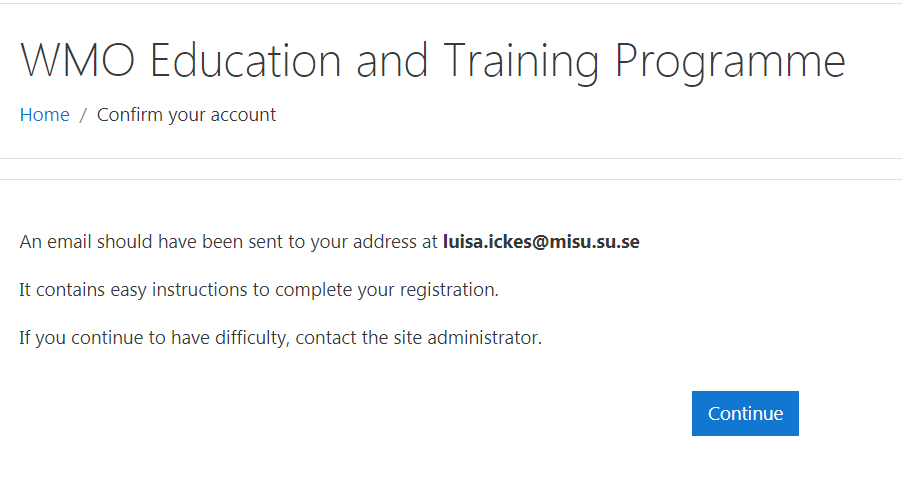 WMO Education and Training Programme
Home / Confirm your account
An email should have been sent to your address at luisa.ickes@misu.su.se
It contains easy instructions to complete your registration.
If you continue to have difficulty, contact the site administrator.
Continue